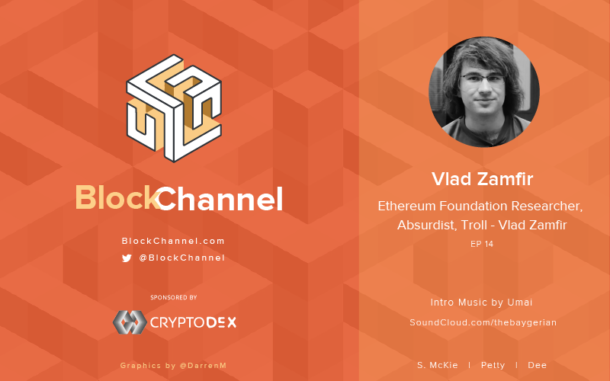 BlockChannel
BlockChannel.com
@BlockChannel
SPONSORED BY
CRYPTODEX
Graphics by @DarrenM
Vlad Zamfir
Ethereum Foundation Researcher,
Absurdist, Troll - Vlad Zamfir
EP 14
Intro Music by Umai
SoundCloud.com/thebaygerian
S. McKie | Petty | Dee